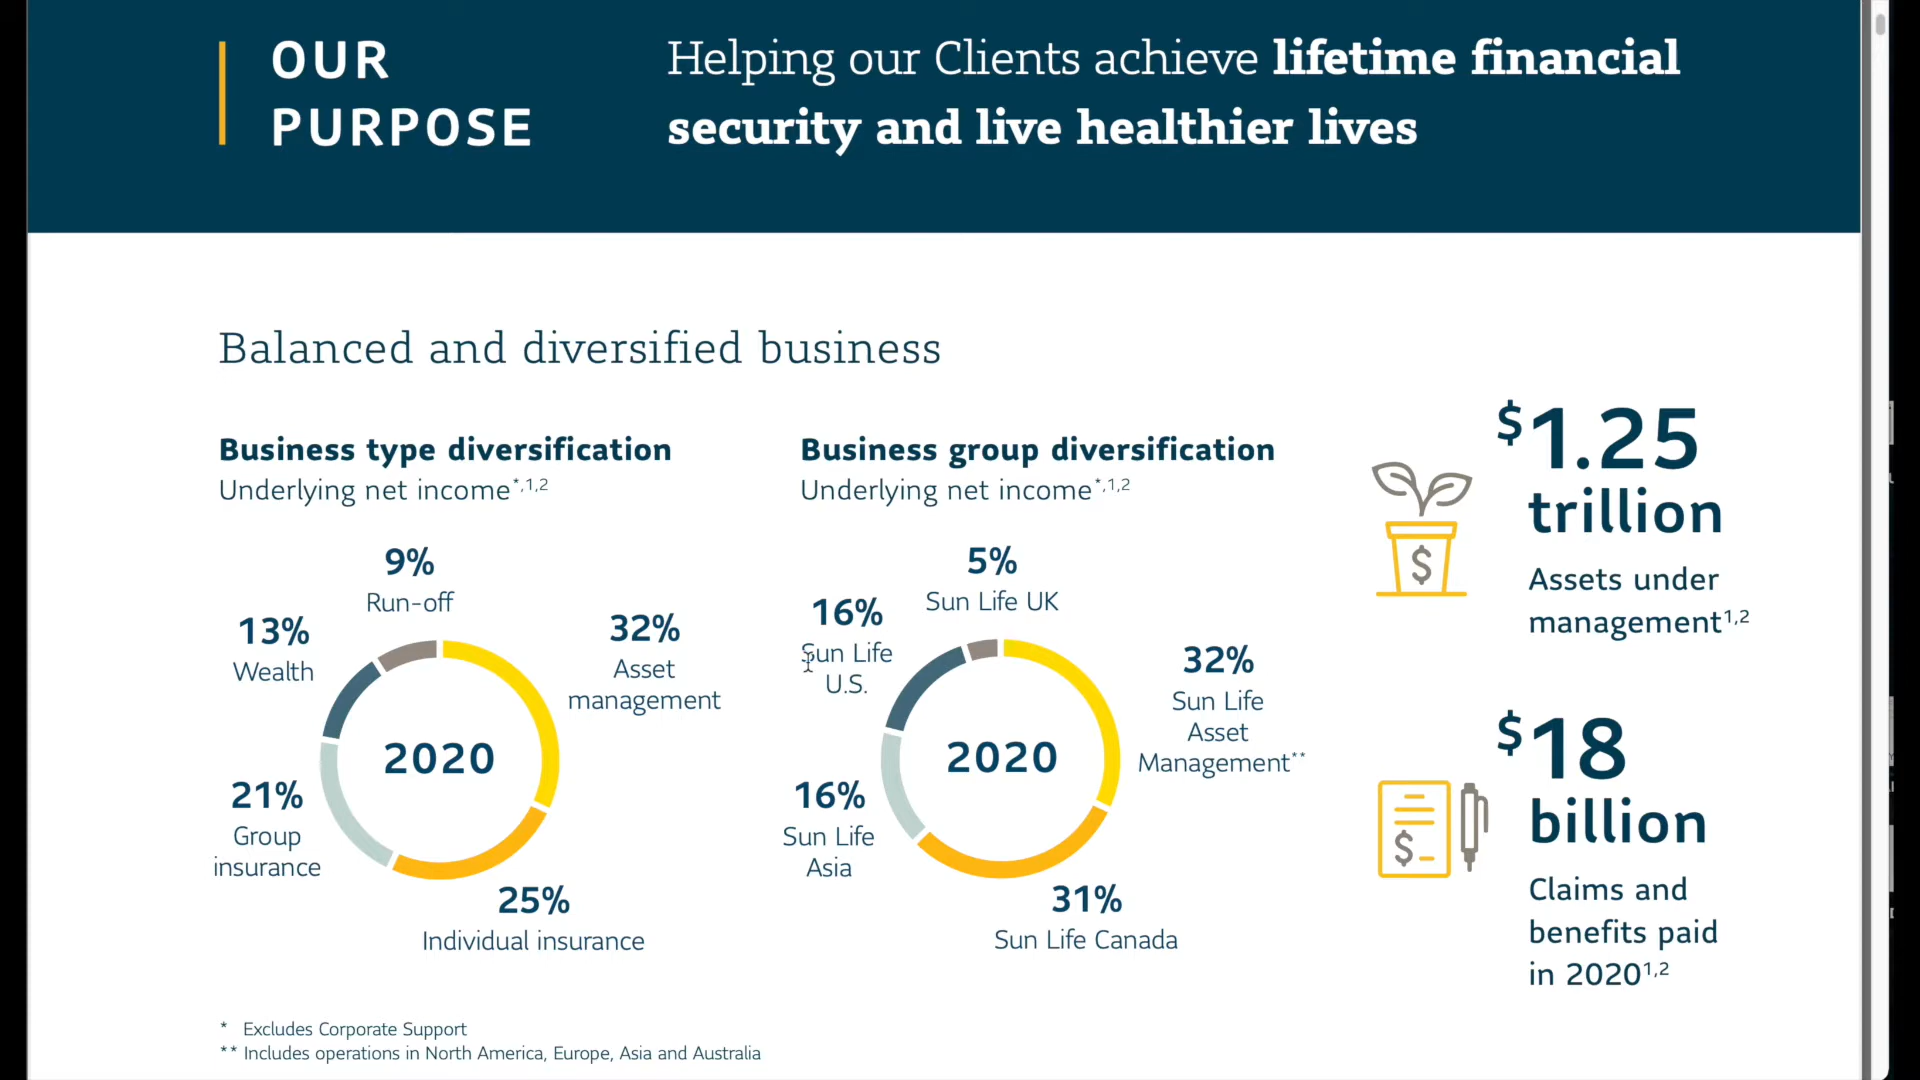 OUR
PURPOSE
Helping our Clients achieve lifetime financial
security and live healthier lives
Balanced and diversified business
Business type diversification
Underlying net income*,1,2
9%
Run-off
13%
Wealth
32%
Asset
management
2020
21%
Group
insurance
25%
Individual insurance
Business group diversification
Underlying net income*,1,2
5%
Sun Life UK
16%
Sun Life
U.S.
32%
Sun Life
Asset
Management**
2020
16%
Sun Life
Asia
31%
Sun Life Canada
$1.25
trillion
Assets under
management1,2
$
$18
billion
Claims and
benefits paid
in 20201,2
$
* Excludes Corporate Support
** Includes operations in North America, Europe, Asia and Australia